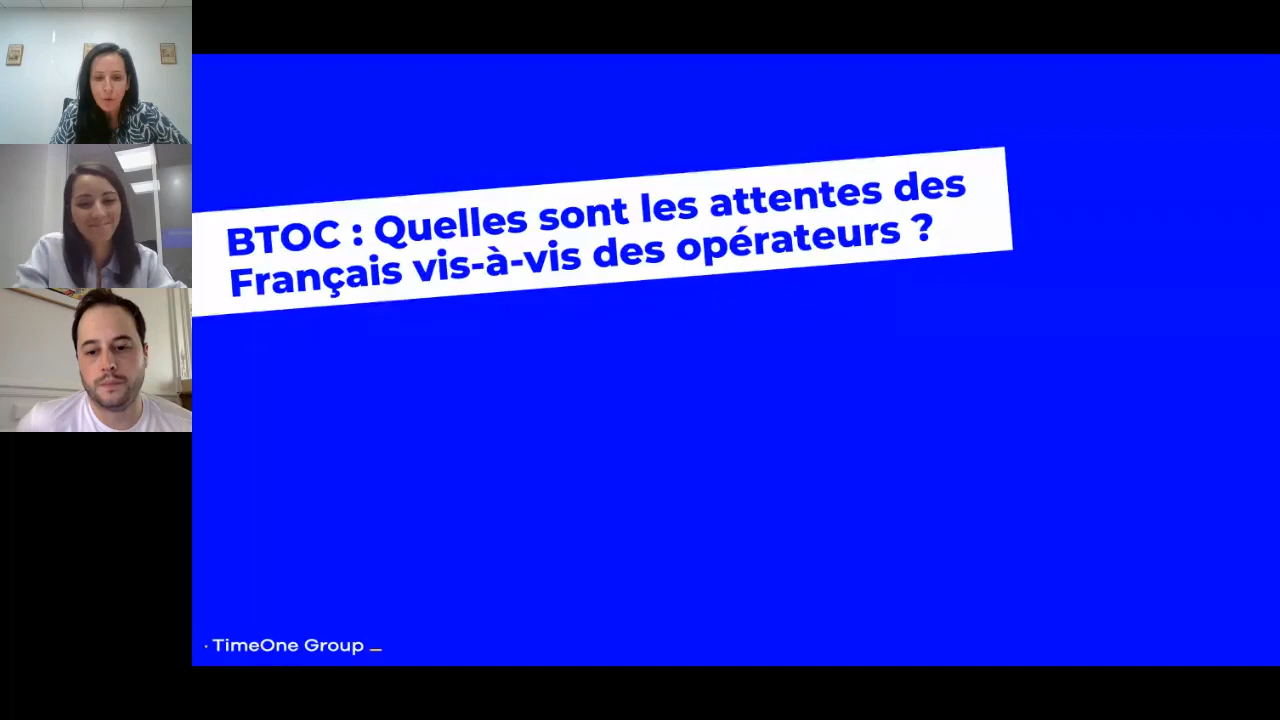 BTOC : Quelles sont les attentes des
Français vis-à-vis des opérateurs ?
TimeOne Group